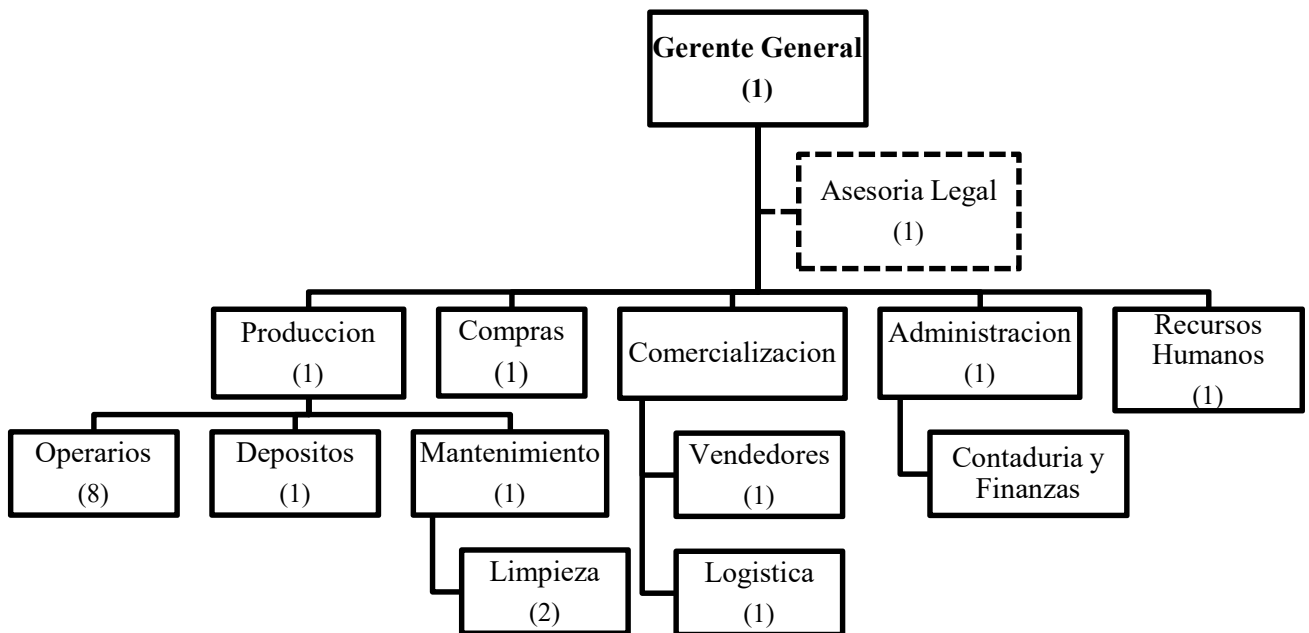 Gerente General
(1)
Asesoria Legal
(1)
Produccion
(1)
Compras
(1)
Comercializacion
Administracion
(1)
Recursos
Humanos
(1)
Operarios
(8)
Depositos
(1)
Mantenimiento
(1)
Vendedores
(1)
Contaduria y
Finanzas
Limpieza
(2)
Logistica
(1)